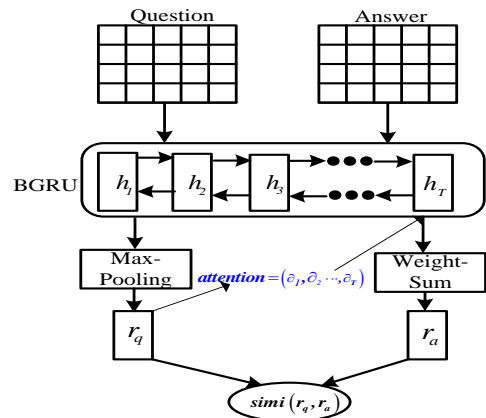 Question Answer
BGRU h1 h2 h3 hT
Max-
Pooling
attention=(∂1,∂2 ···,∂T)
Weight-
Sum
rq ra
simi(rq,ra)